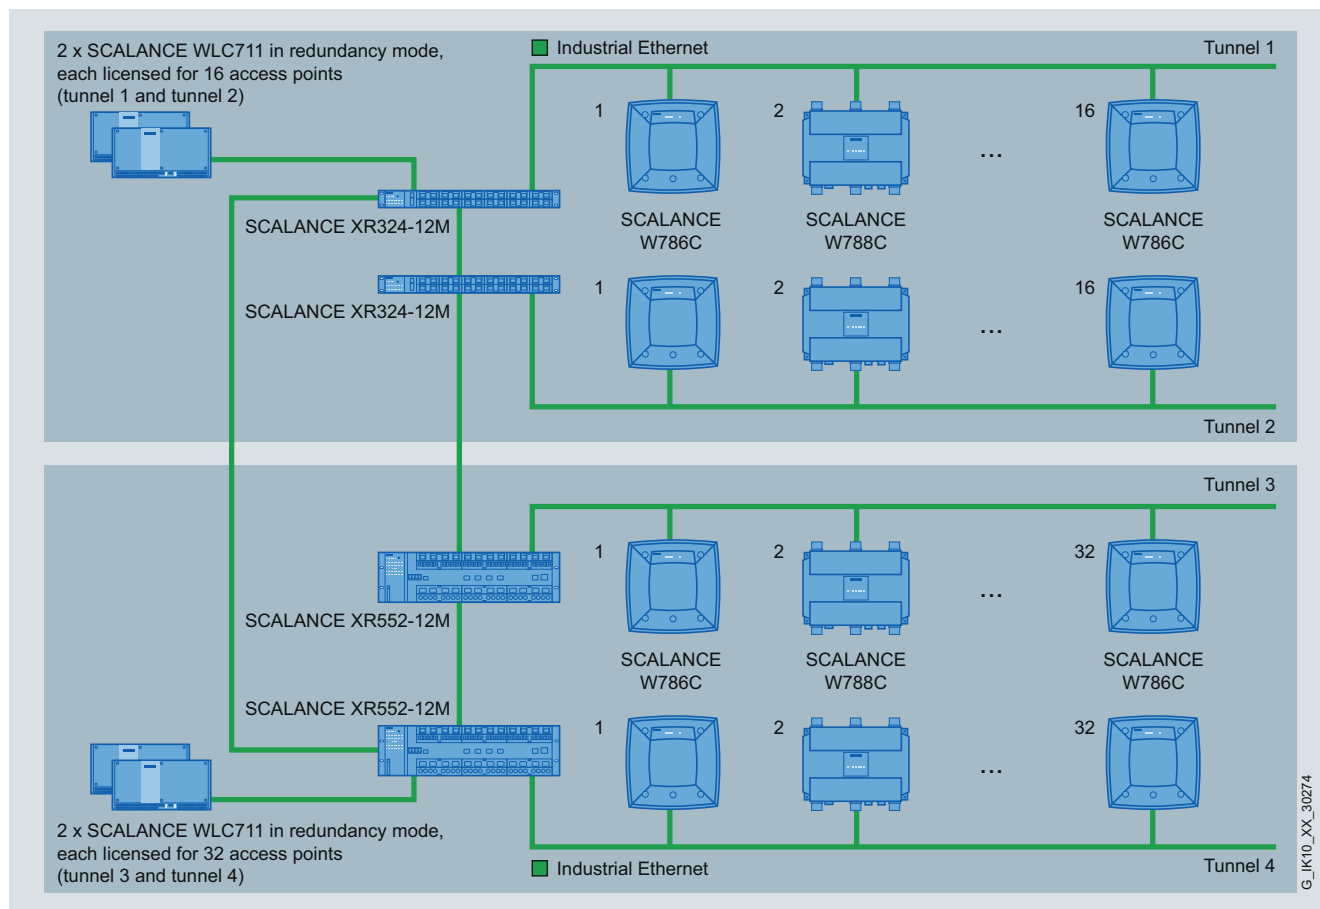 2 x SCALANCE WLC711 in redundancy mode,
each licensed for 16 access points
(tunnel 1 and tunnel 2)
Industrial Ethernet
Tunnel 1
1
2
...
16
SCALANCE XR324-12M
SCALANCE
W786C
SCALANCE
W788C
SCALANCE
W786C
SCALANCE XR324-12M
1
2
...
16
Tunnel 2
Tunnel 3
1
2
...
32
SCALANCE XR552-12M
SCALANCE
W786C
SCALANCE
W788C
SCALANCE
W786C
SCALANCE XR552-12M
1
2
...
32
2 x SCALANCE WLC711 in redundancy mode,
each licensed for 32 access points
(tunnel 3 and tunnel 4)
Industrial Ethernet
Tunnel 4
G_IK10_XX_30274